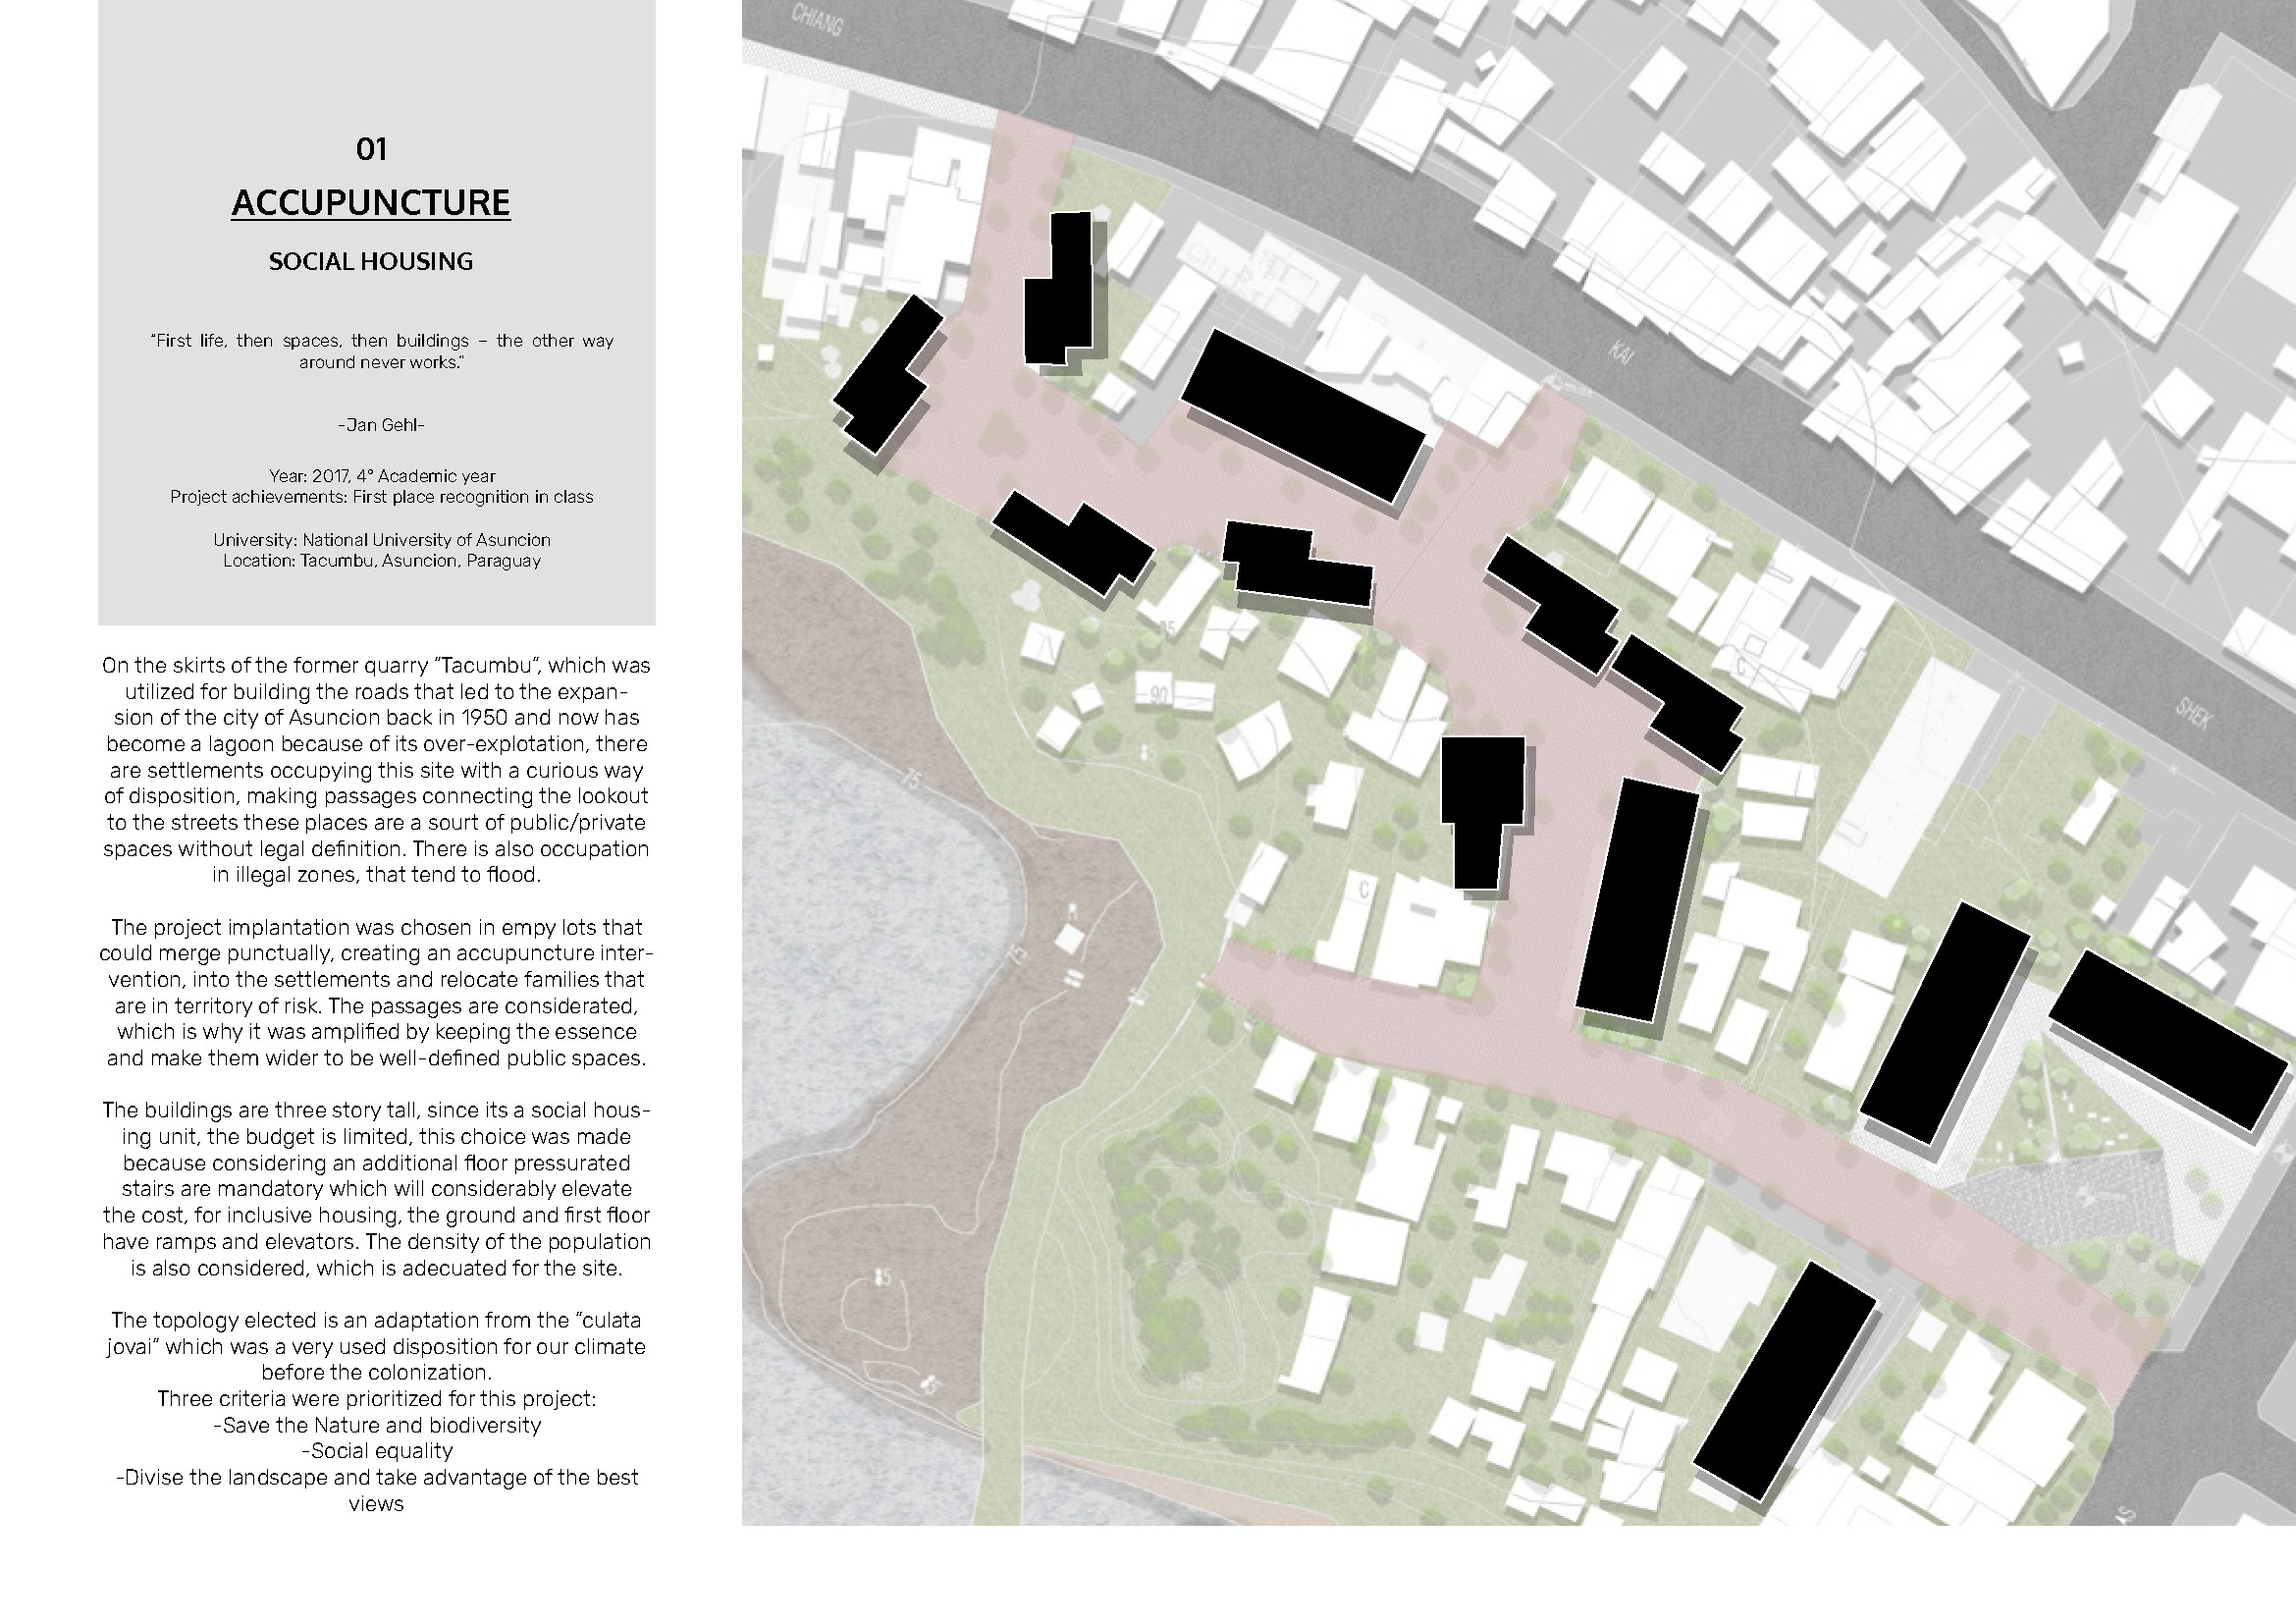 01
ACCUPUNCTURE
SOCIAL HOUSING
"First life, then spaces, then buildings – the other way
around never works."
-Jan Gehl-
Year: 2017, 4° Academic year
Project achievements: First place recognition in class
University: National University of Asuncion
Location: Tacumbu, Asuncion, Paraguay
On the skirts of the former quarry "Tacumbu", which was
utilized for building the roads that led to the expan-
sion of the city of Asuncion back in 1950 and now has
become a lagoon because of its over-explotation, there
are settlements occupying this site with a curious way
of disposition, making passages connecting the lookout
to the streets these places are a sourt of public/private
spaces without legal definition. There is also occupation
in illegal zones, that tend to flood.
The project implantation was chosen in empy lots that
could merge punctually, creating an accupuncture inter-
vention, into the settlements and relocate families that
are in territory of risk. The passages are considerated,
which is why it was amplified by keeping the essence
and make them wider to be well-defined public spaces.
The buildings are three story tall, since its a social hous-
ing unit, the budget is limited, this choice was made
because considering an additional floor pressurated
stairs are mandatory which will considerably elevate
the cost, for inclusive housing, the ground and first floor
have ramps and elevators. The density of the population
is also considered, which is adecuated for the site.
The topology elected is an adaptation from the "culata
jovai" which was a very used disposition for our climate
before the colonization.
Three criteria were prioritized for this project:
-Save the Nature and biodiversity
-Social equality
-Divise the landscape and take advantage of the best
views
CHIANG
KAI
SHEK
90
75
C
C